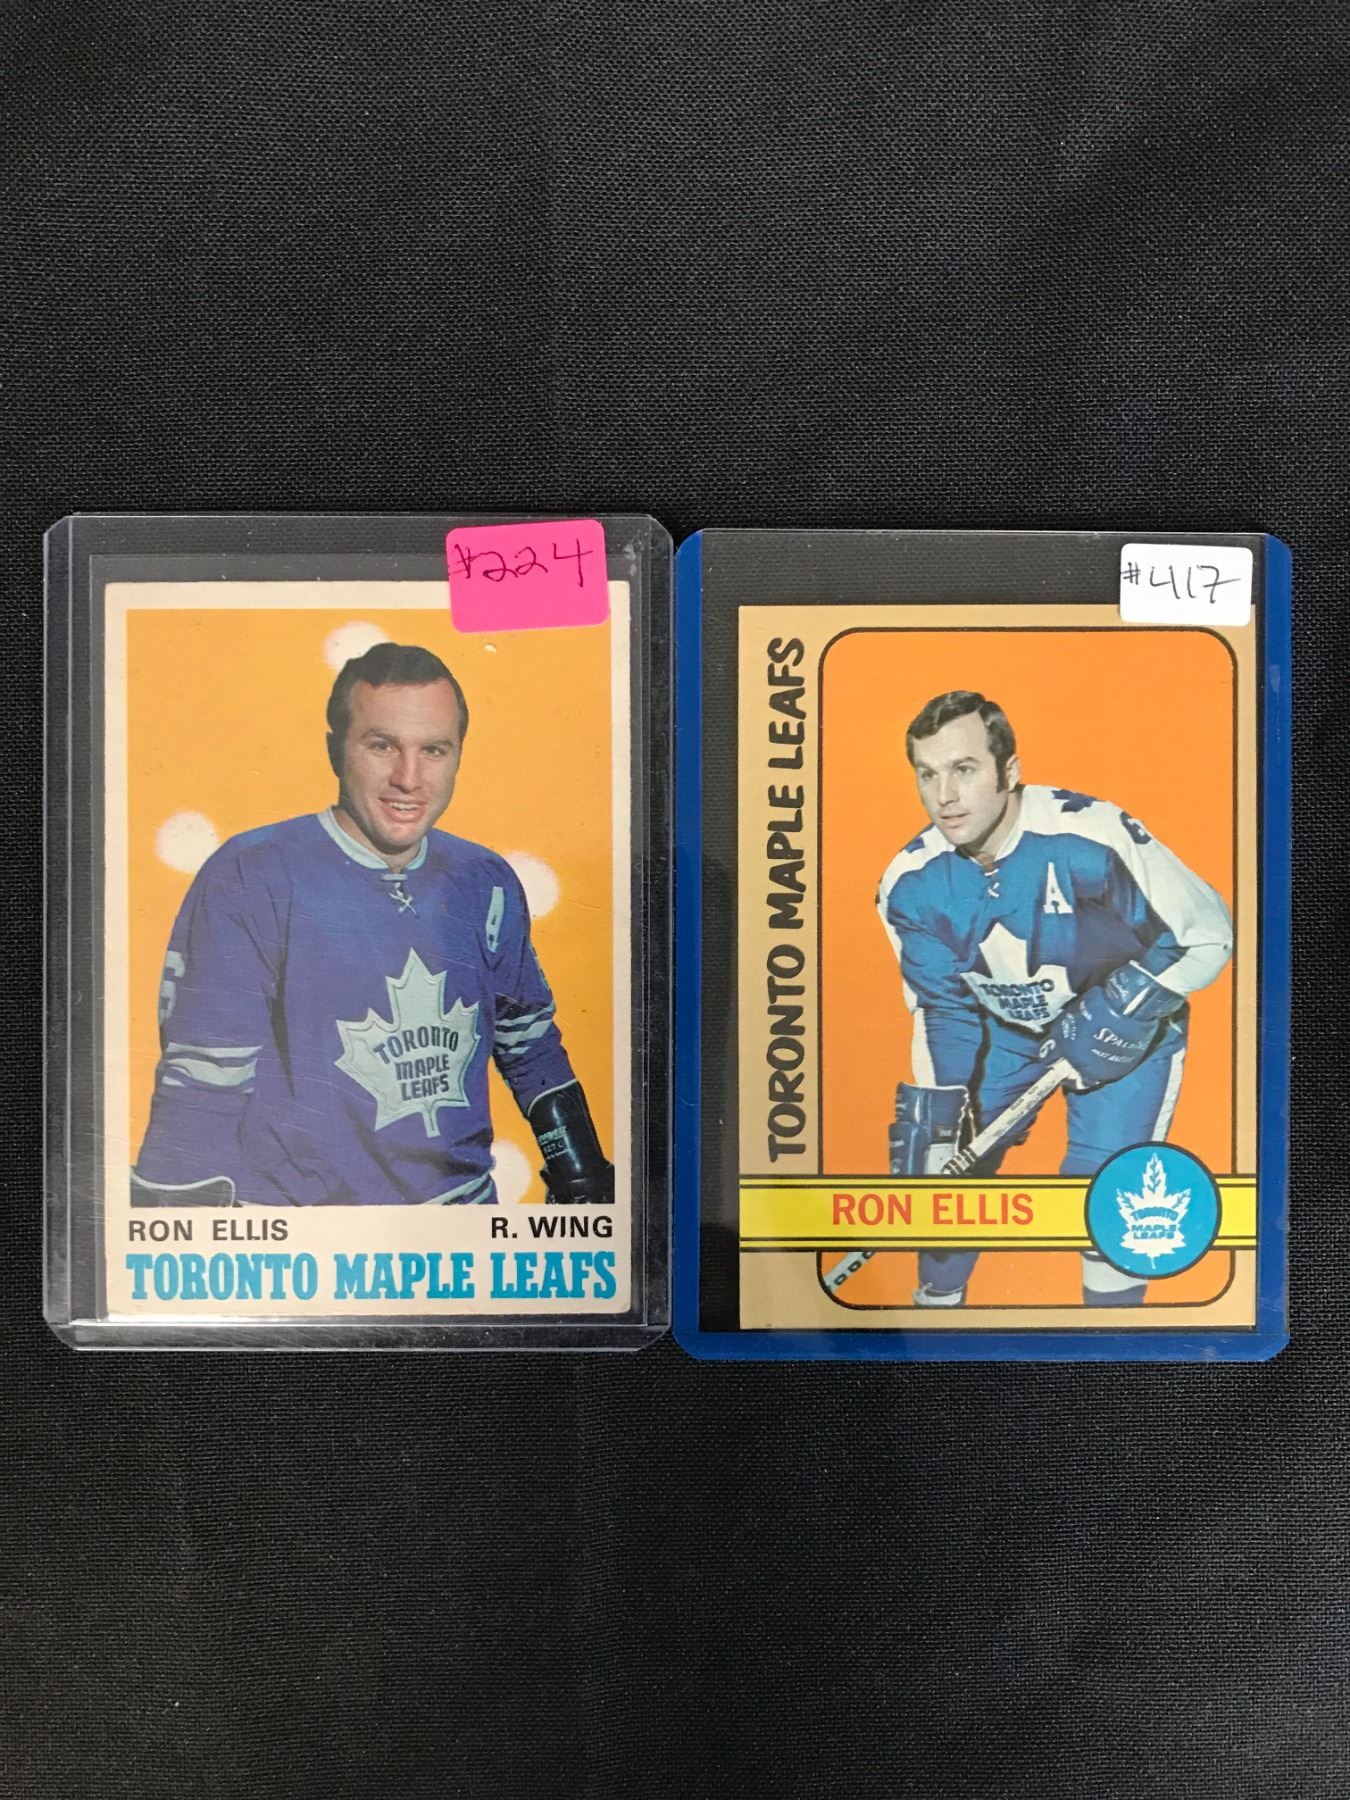 #224
TORONTO
MAPLE
LEAFS
RON ELLIS R. WING
TORONTO MAPLE LEAFS
#417
TORONTO MAPLE LEAFS
A
TORONTO
MAPLE
LEAFS
RON ELLIS
TORONTO
MAPLE
LEAFS